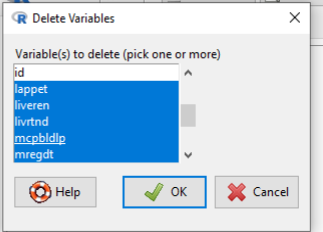 Delete Variables
Variable(s) to delete (pick one or more)
id
lappet
liveren
livrtnd
mcpbldlp
mregdt
Help
OK
Cancel